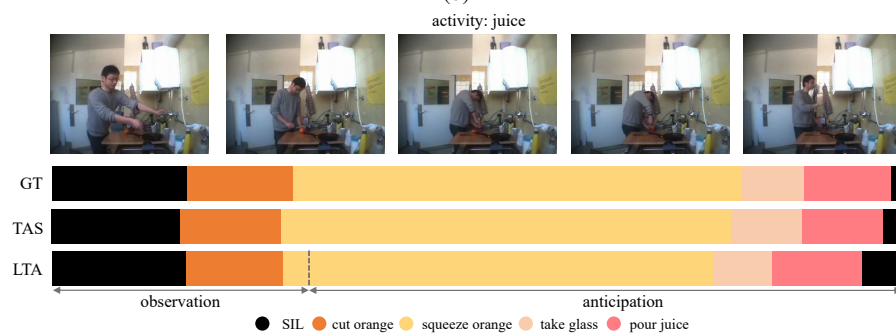 activity: juice
GT
TAS
LTA
observation
anticipation
SIL cut orange squeeze orange take glass pour juice